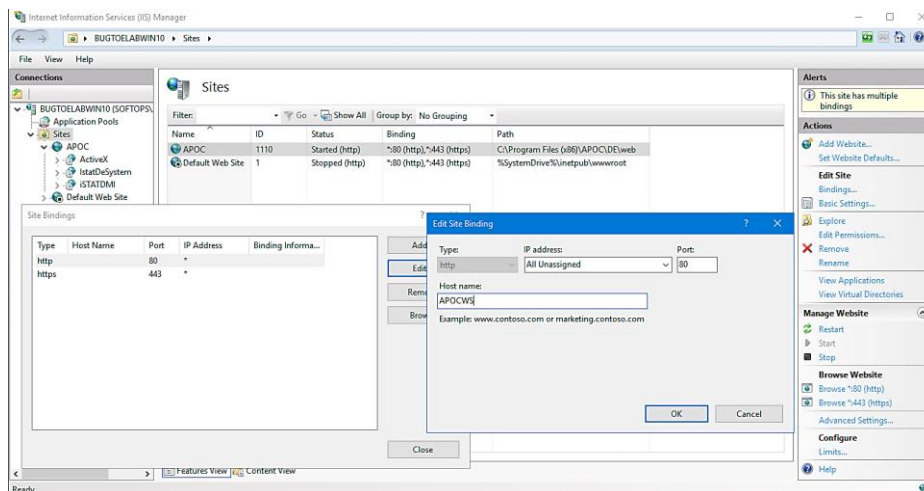 Internet Information Services (IIS) Manager
BUGTOELABWIN10 Sites
File View Help
Connections
BUGTOELABWIN10 (SOFTOPS\
Application Pools
Sites
APOC
ActiveX
IstatDeSystem
iSTATDMI
Default Web Site
Sites
Filter: Go Show All Group by: No Grouping
Name ID Status Binding Path
APOC 1110 Started (http) *:80 (http),*:443 (https) C:\Program Files (x86)\APOC\DE\web
Default Web Site 1 Stopped (http) *:80 (http),*:443 (https) %SystemDrive%\inetpub\wwwroot
Site Bindings ?
Type Host Name Port IP Address Binding Informa...
http 80 *
https 443 *
Add
Edit
Remo
Brow
Close
Edit Site Binding ? ×
Type: IP address: Port:
http All Unassigned 80
Host name:
APOCWS
Example: www.contoso.com or marketing.contoso.com
OK Cancel
Features View Content View
Ready
Alerts
This site has multiple
bindings
Actions
Add Website...
Set Website Defaults...
Edit Site
Bindings...
Basic Settings...
Explore
Edit Permissions...
Remove
Rename
View Applications
View Virtual Directories
Manage Website
Restart
Start
Stop
Browse Website
Browse *:80 (http)
Browse *:443 (https)
Advanced Settings...
Configure
Limits...
Help